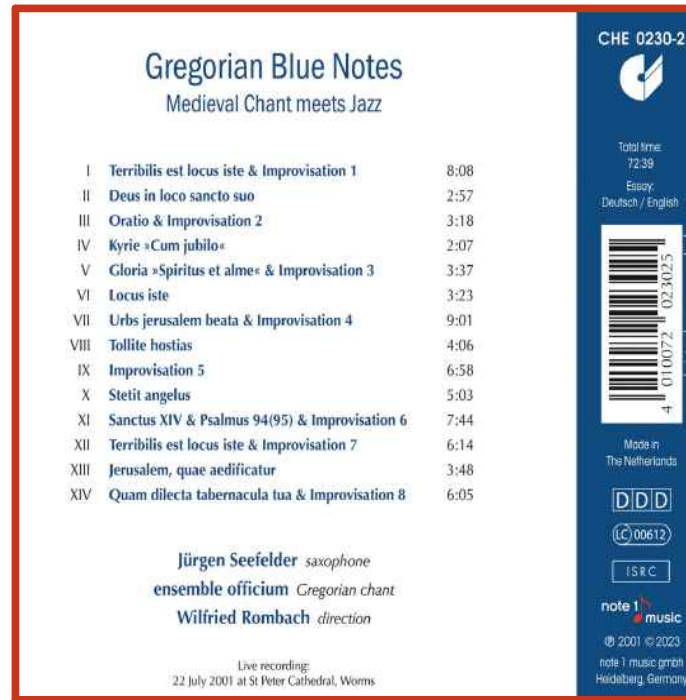 Gregorian Blue Notes
Medieval Chant meets Jazz
I Terribilis est locus iste & Improvisation 1 8:08
II Deus in loco sancto suo 2:57
III Oratio & Improvisation 2 3:18
IV Kyrie »Cum jubilo« 2:07
V Gloria »Spiritus et alme« & Improvisation 3 3:37
VI Locus iste 3:23
VII Urbs jerusalem beata & Improvisation 4 9:01
VIII Tollite hostias 4:06
IX Improvisation 5 6:58
X Stetit angelus 5:03
XI Sanctus XIV & Psalmus 94(95) & Improvisation 6 7:44
XII Terribilis est locus iste & Improvisation 7 6:14
XIII Jerusalem, quae aedificatur 3:48
XIV Quam dilecta tabernacula tua & Improvisation 8 6:05
Jürgen Seefelder saxophone
ensemble officium Gregorian chant
Wilfried Rombach direction
Live recording:
22 July 2001 at St Peter Cathedral, Worms
CHE 0230-2
Total time:
72:39
Essay:
Deutsch / English
4 010072 023025
Made in
The Netherlands
DDD
LC 00612
ISRC
note 1
music
℗ 2001 © 2023
note 1 music gmbh
Heidelberg, Germany